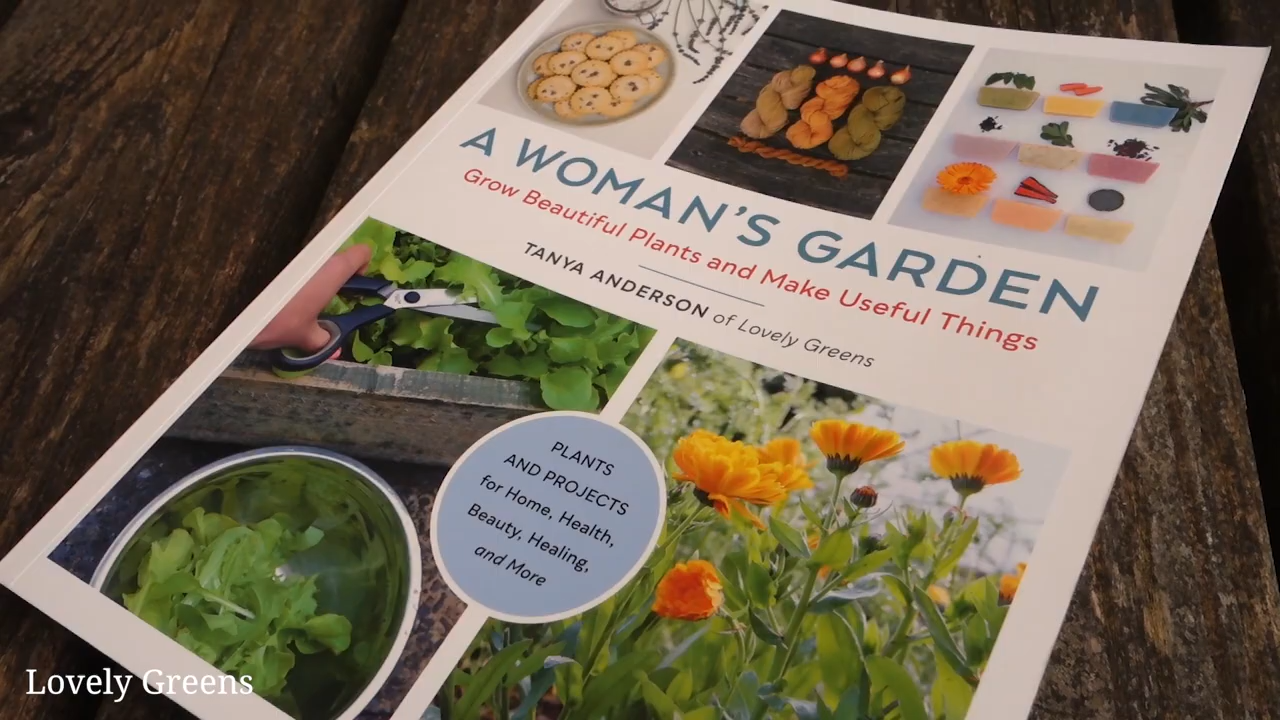 A WOMAN'S GARDEN
Grow Beautiful Plants and Make Useful Things
TANYA ANDERSON of Lovely Greens
PLANTS
AND PROJECTS
for Home, Health,
Beauty, Healing,
and More
Lovely Greens